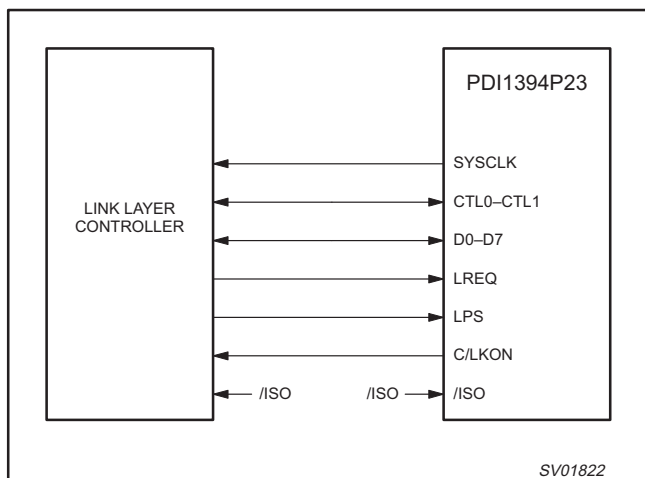 PDI1394P23
LINK LAYER
CONTROLLER
SYSCLK
CTL0–CTL1
D0–D7
LREQ
LPS
C/LKON
/ISO /ISO /ISO
SV01822